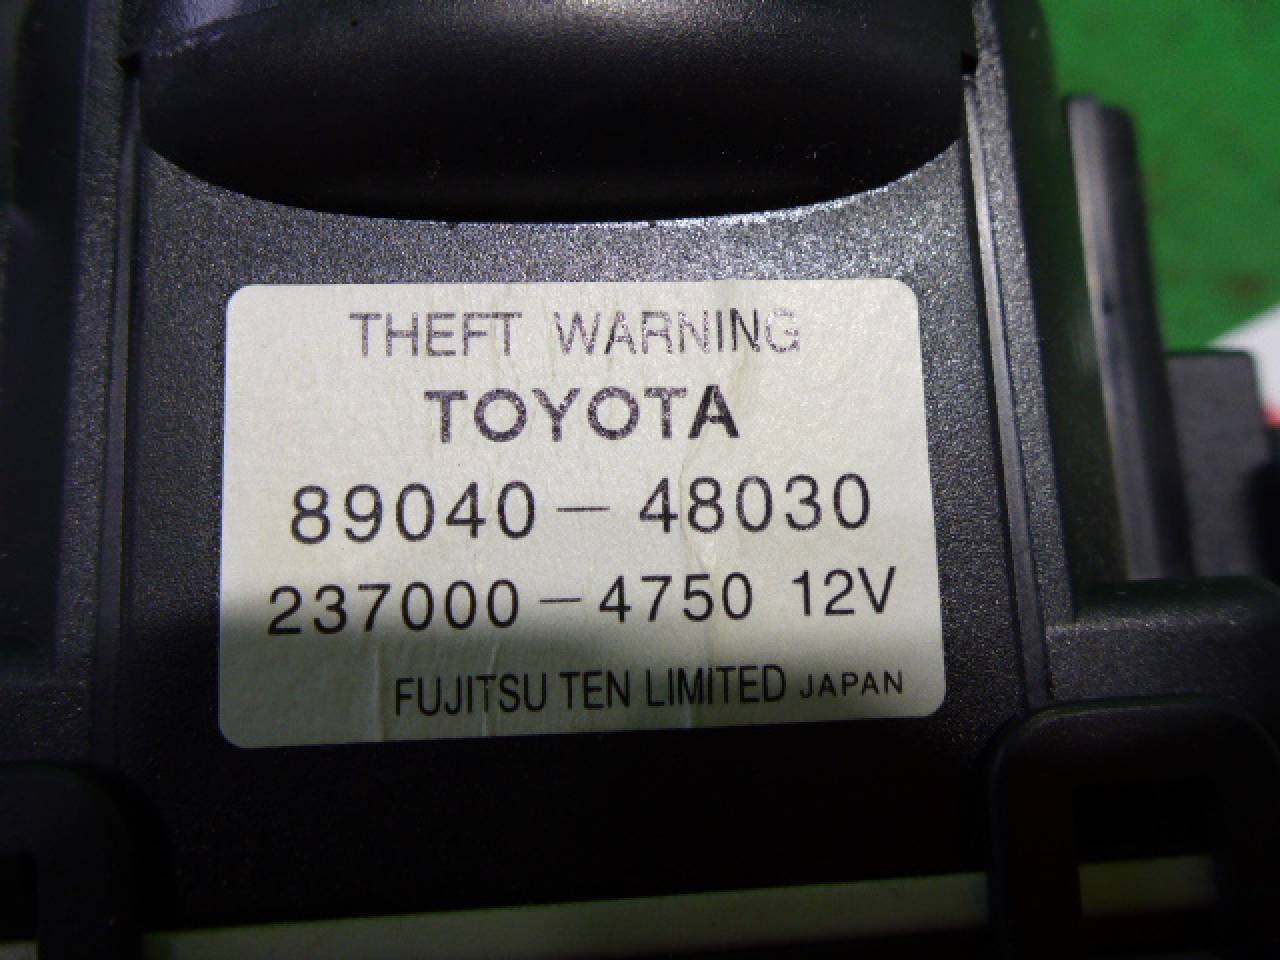 THEFT WARNING
TOYOTA
89040-48030
237000-4750 12V
FUJITSU TEN LIMITED JAPAN